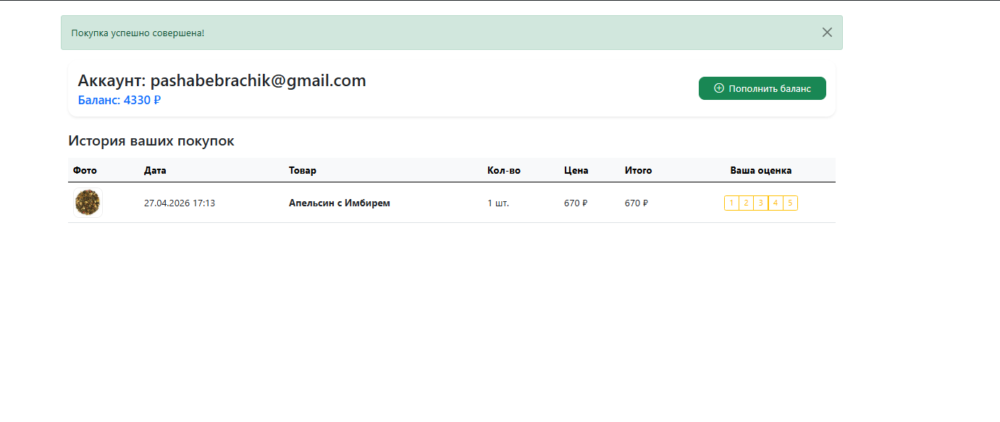 Покупка успешно совершена!
Аккаунт: pashabebrachik@gmail.com
Баланс: 4330 ₽
Пополнить баланс
История ваших покупок
Фото Дата Товар Кол-во Цена Итого Ваша оценка
27.04.2026 17:13 Апельсин с Имбирем 1 шт. 670 ₽ 670 ₽ 1 2 3 4 5